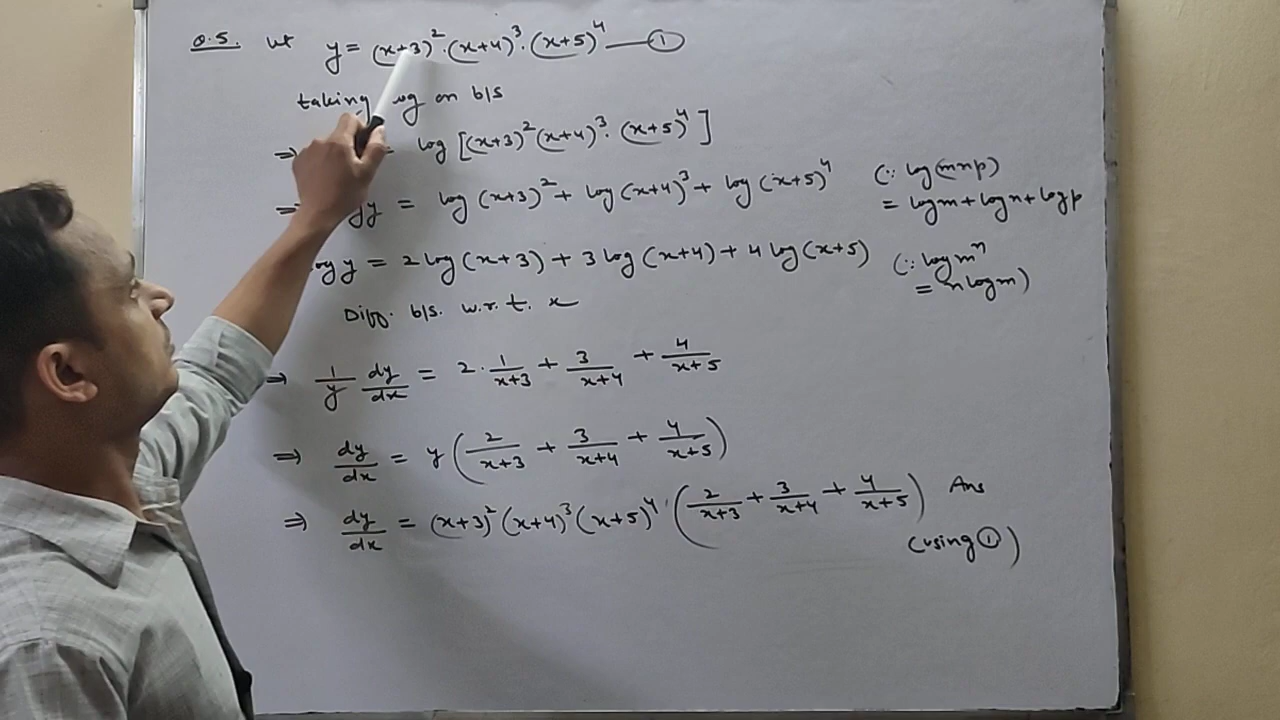 Q.5. let y = (x+3)². (x+4)³. (x+5)⁴ —— ①
taking log on b/s
⇒ = log [(x+3)² (x+4)³. (x+5)⁴]
⇒ y = log (x+3)² + log (x+4)³ + log (x+5)⁴ (∵ log(mnp)
= logm + logn + logp
log y = 2 log (x+3) + 3 log (x+4) + 4 log (x+5) (∵ log mⁿ
= n log m)
Diff. b/s. w.r.t. x
⇒ 1/y dy/dx = 2 . 1/x+3 + 3/x+4 + 4/x+5
⇒ dy/dx = y (2/x+3 + 3/x+4 + 4/x+5)
⇒ dy/dx = (x+3)² (x+4)³ (x+5)⁴ . (2/x+3 + 3/x+4 + 4/x+5) Ans
(using ①)